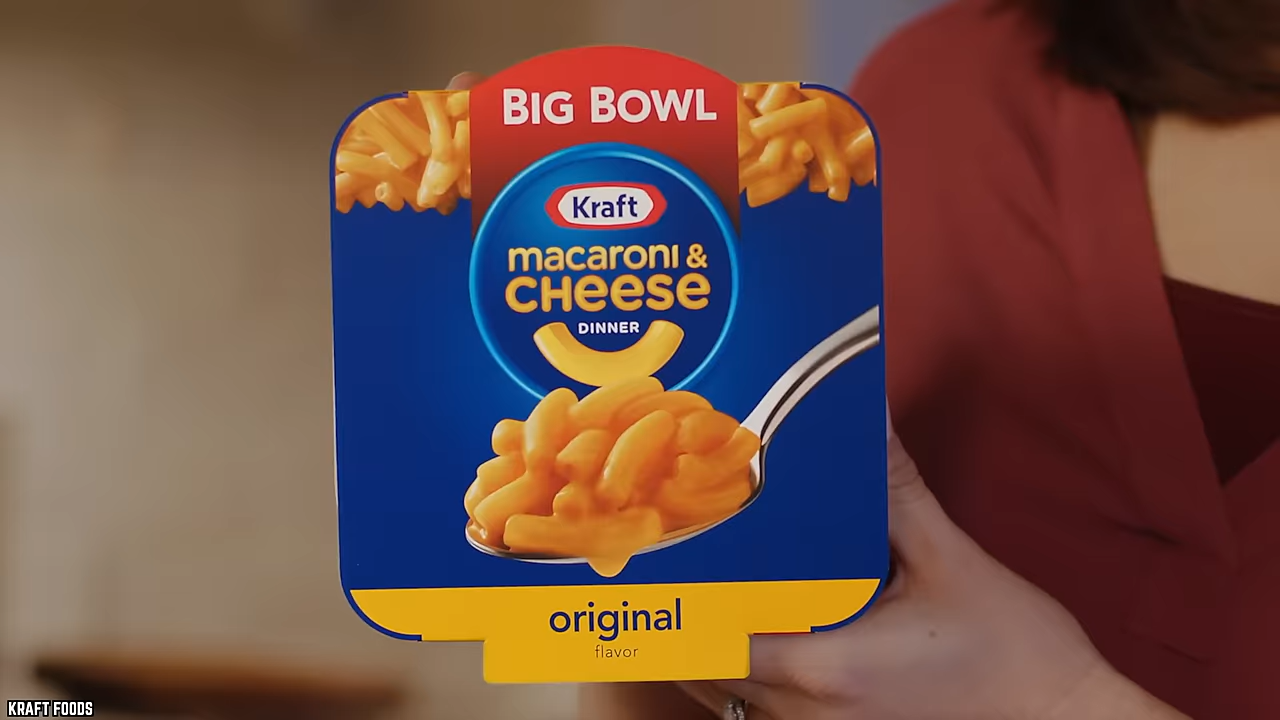 BIG BOWL
Kraft
macaroni &
CHeese
DINNER
original
flavor
KRAFT FOODS